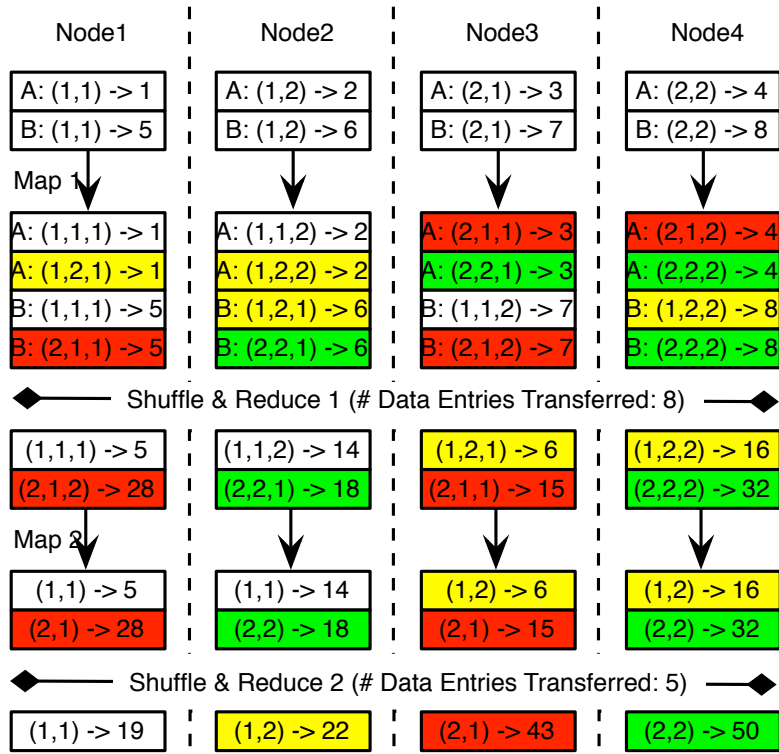 Node1 Node2 Node3 Node4
A: (1,1) -> 1 A: (1,2) -> 2 A: (2,1) -> 3 A: (2,2) -> 4
B: (1,1) -> 5 B: (1,2) -> 6 B: (2,1) -> 7 B: (2,2) -> 8
Map 1
A: (1,1,1) -> 1 A: (1,1,2) -> 2 A: (2,1,1) -> 3 A: (2,1,2) -> 4
A: (1,2,1) -> 1 A: (1,2,2) -> 2 A: (2,2,1) -> 3 A: (2,2,2) -> 4
B: (1,1,1) -> 5 B: (1,2,1) -> 6 B: (1,1,2) -> 7 B: (1,2,2) -> 8
B: (2,1,1) -> 5 B: (2,2,1) -> 6 B: (2,1,2) -> 7 B: (2,2,2) -> 8
Shuffle & Reduce 1 (# Data Entries Transferred: 8)
(1,1,1) -> 5 (1,1,2) -> 14 (1,2,1) -> 6 (1,2,2) -> 16
(2,1,2) -> 28 (2,2,1) -> 18 (2,1,1) -> 15 (2,2,2) -> 32
Map 2
(1,1) -> 5 (1,1) -> 14 (1,2) -> 6 (1,2) -> 16
(2,1) -> 28 (2,2) -> 18 (2,1) -> 15 (2,2) -> 32
Shuffle & Reduce 2 (# Data Entries Transferred: 5)
(1,1) -> 19 (1,2) -> 22 (2,1) -> 43 (2,2) -> 50